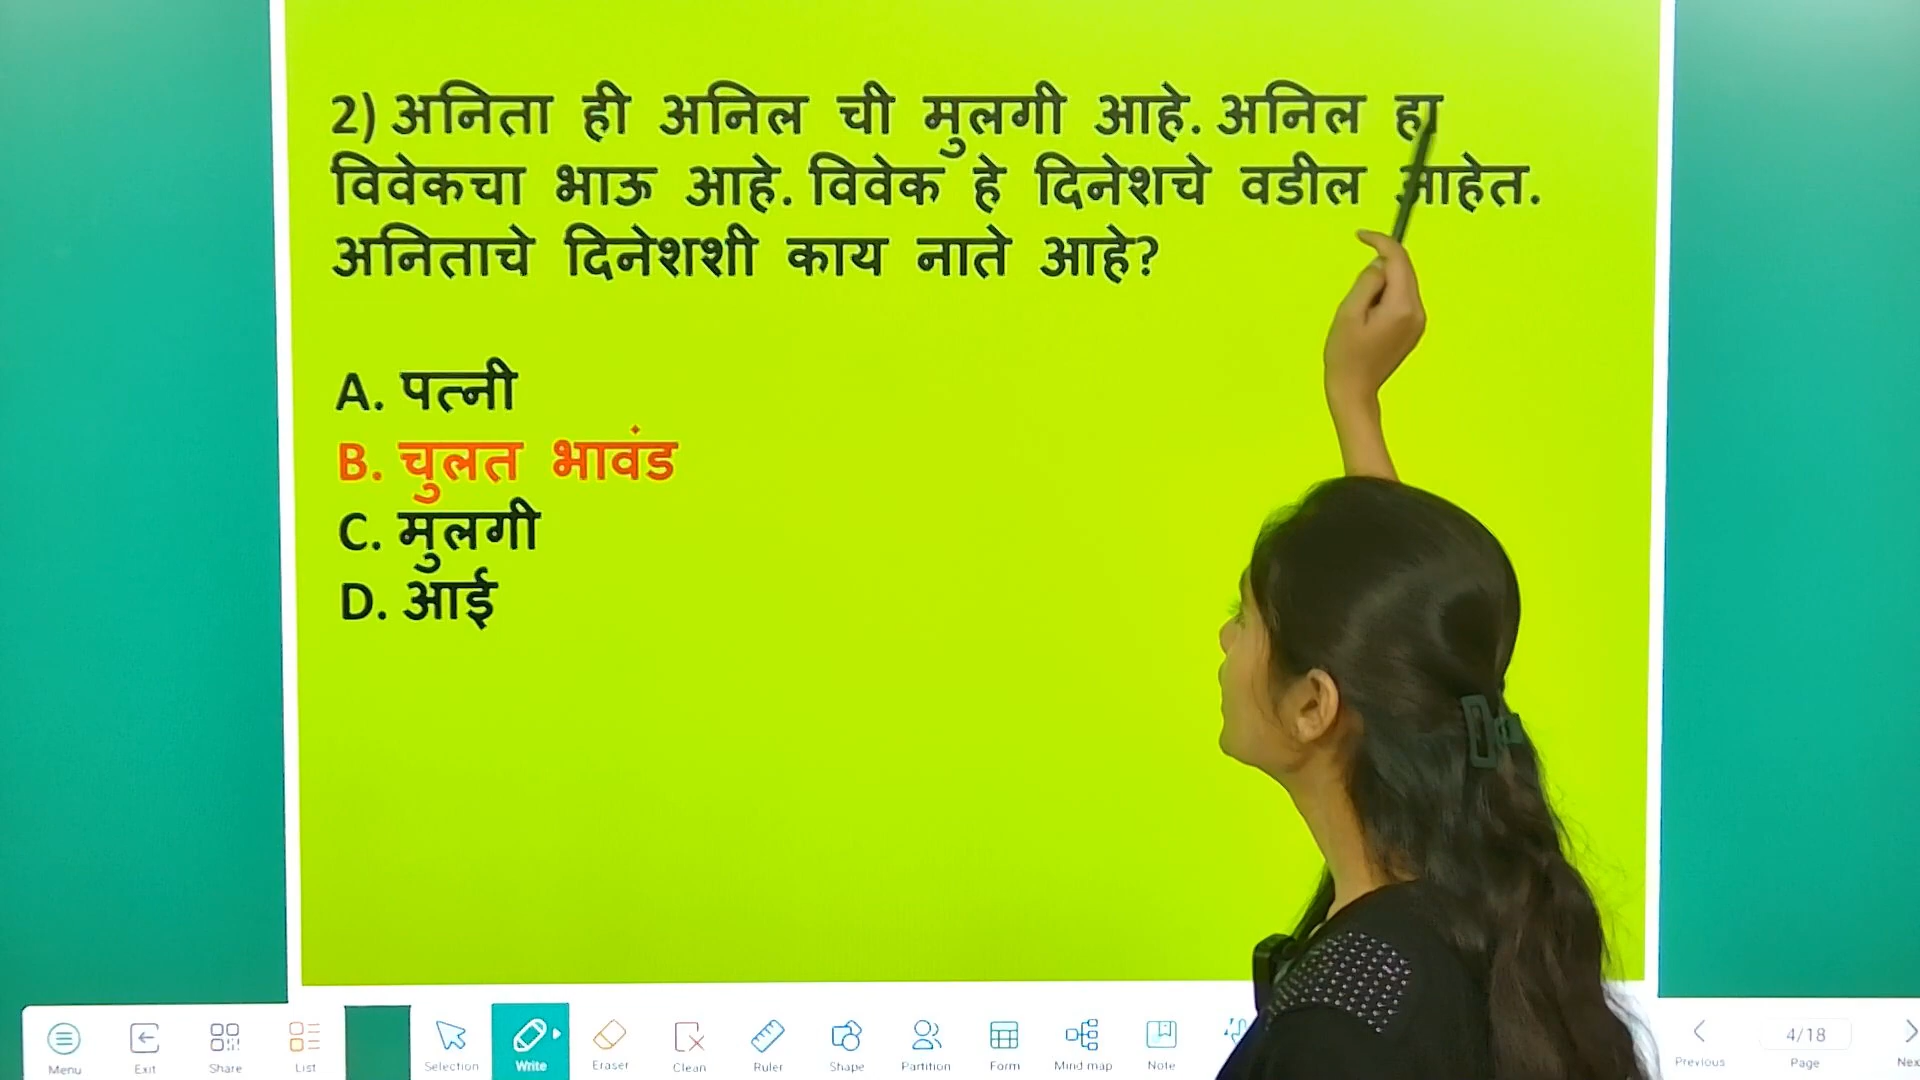 2) अनिता ही अनिल ची मुलगी आहे. अनिल हा
विवेकचा भाऊ आहे. विवेक हे दिनेशचे वडील आहेत.
अनिताचे दिनेशशी काय नाते आहे?
A. पत्नी
B. चुलत भावंड
C. मुलगी
D. आई
Menu Exit Share List Selection Write Eraser Clean Ruler Shape Partition Form Mind map Note Previous 4/18 Page